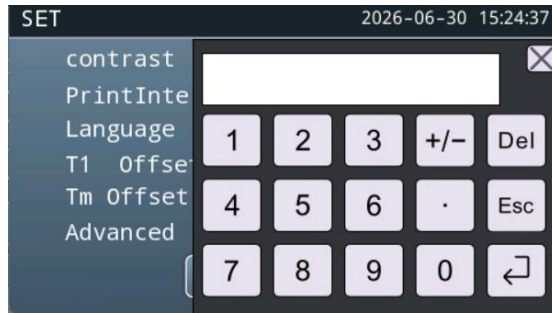 SET 2026-06-30 15:24:37
contrast
PrintInte
Language
T1 Offse
Tm Offset
Advanced
1 2 3 +/- Del
4 5 6 . Esc
7 8 9 0